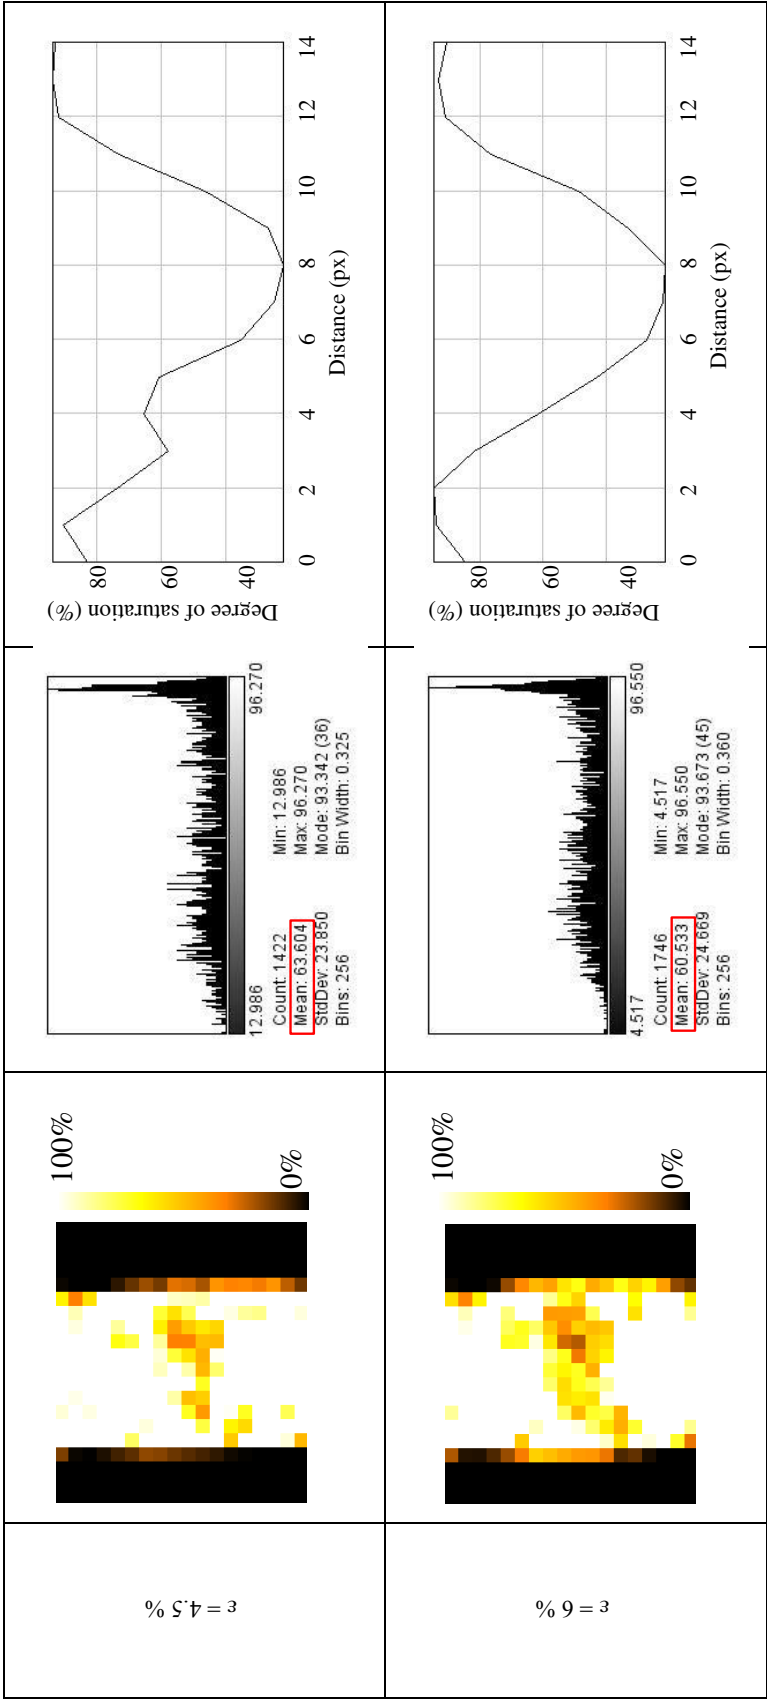 ε = 4.5 %
100%
0%
12.986
96.270
Count: 1422
Min: 12.986
Mean: 63.604
Max: 96.270
StdDev: 23.850
Mode: 93.342 (36)
Bins: 256
Bin Width: 0.325
Degree of saturation (%)
80
60
40
0 2 4 6 8 10 12 14
Distance (px)
ε = 6 %
100%
0%
4.517
96.550
Count: 1746
Min: 4.517
Mean: 60.533
Max: 96.550
StdDev: 24.669
Mode: 93.673 (45)
Bins: 256
Bin Width: 0.360
Degree of saturation (%)
80
60
40
0 2 4 6 8 10 12 14
Distance (px)